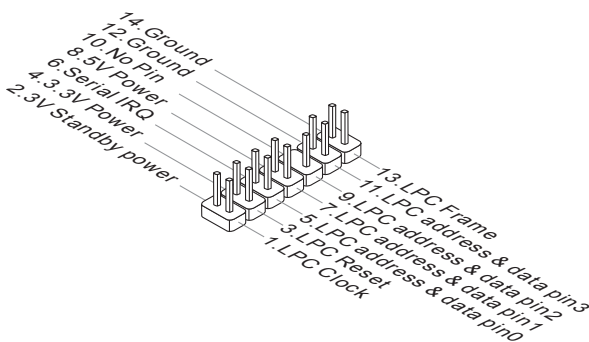 14.Ground
12.Ground
10.No Pin
8.5V Power
6.Serial IRQ
4.3.3V Power
2.3V Standby power
13.LPC Frame
11.LPC address & data pin3
9.LPC address & data pin2
7.LPC address & data pin1
5.LPC address & data pin0
3.LPC Reset
1.LPC Clock